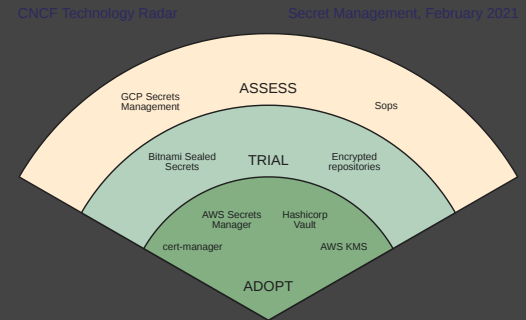 CNCF Technology Radar
Secret Management, February 2021
ASSESS
GCP Secrets
Management
Sops
TRIAL
Bitnami Sealed
Secrets
Encrypted
repositories
AWS Secrets
Manager
Hashicorp
Vault
cert-manager
AWS KMS
ADOPT